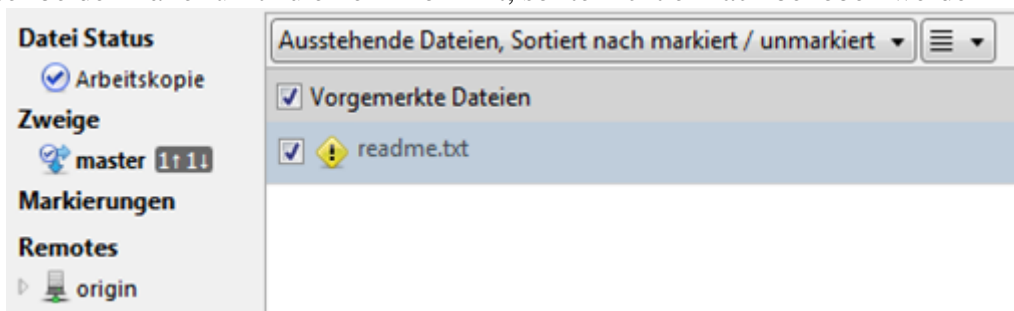 Datei Status
Arbeitskopie
Zweige
master 1↑ 1↓
Markierungen
Remotes
origin
Ausstehende Dateien, Sortiert nach markiert / unmarkiert
Vorgemerkte Dateien
readme.txt